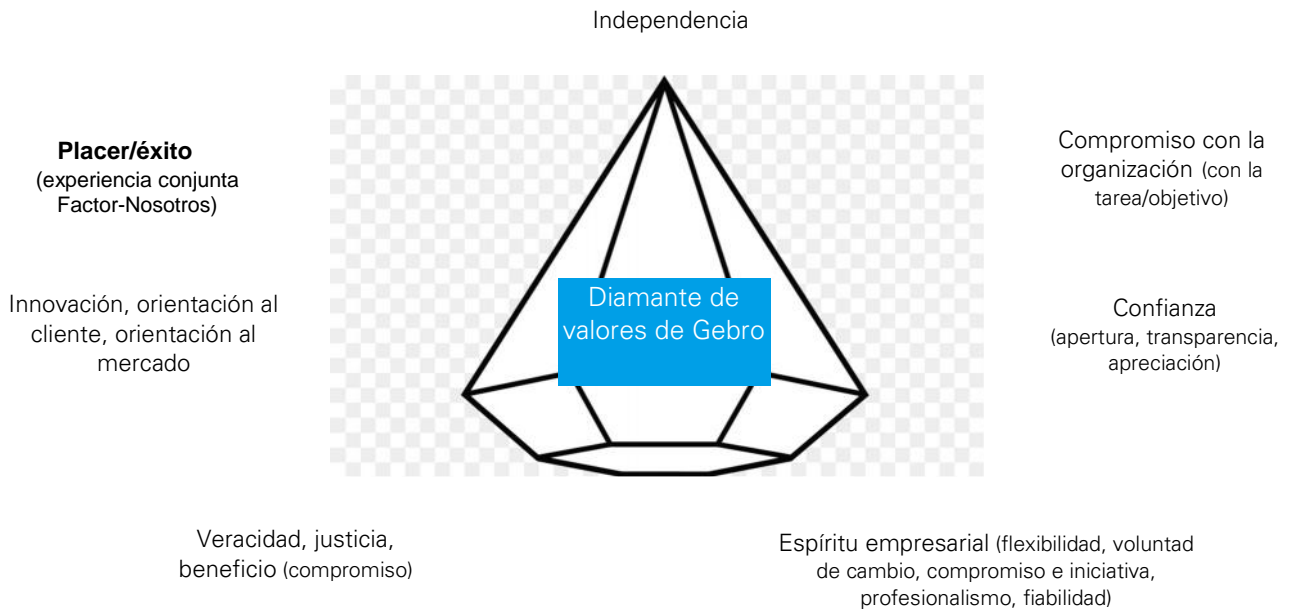 Independencia
Placer/éxito
(experiencia conjunta
Factor-Nosotros)
Compromiso con la
organización (con la
tarea/objetivo)
Innovación, orientación al
cliente, orientación al
mercado
Diamante de
valores de Gebro
Confianza
(apertura, transparencia,
apreciación)
Veracidad, justicia,
beneficio (compromiso)
Espíritu empresarial (flexibilidad, voluntad
de cambio, compromiso e iniciativa,
profesionalismo, fiabilidad)